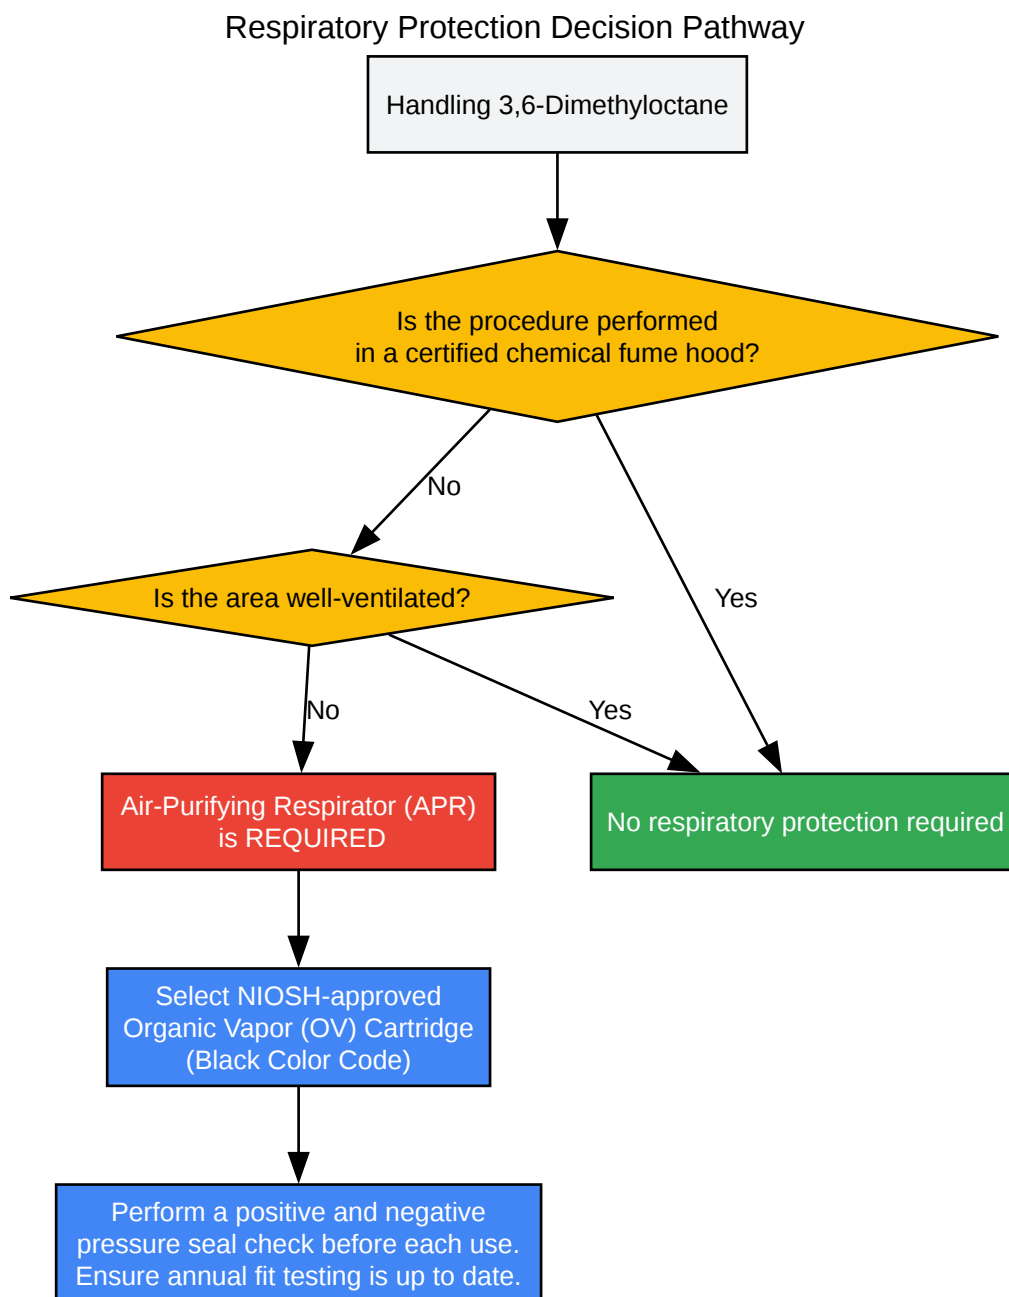 Respiratory Protection Decision Pathway
Handling 3,6-Dimethyloctane
Is the procedure performed
in a certified chemical fume hood?
No
Yes
Is the area well-ventilated?
No
Yes
Air-Purifying Respirator (APR)
is REQUIRED
No respiratory protection required
Select NIOSH-approved
Organic Vapor (OV) Cartridge
(Black Color Code)
Perform a positive and negative
pressure seal check before each use.
Ensure annual fit testing is up to date.